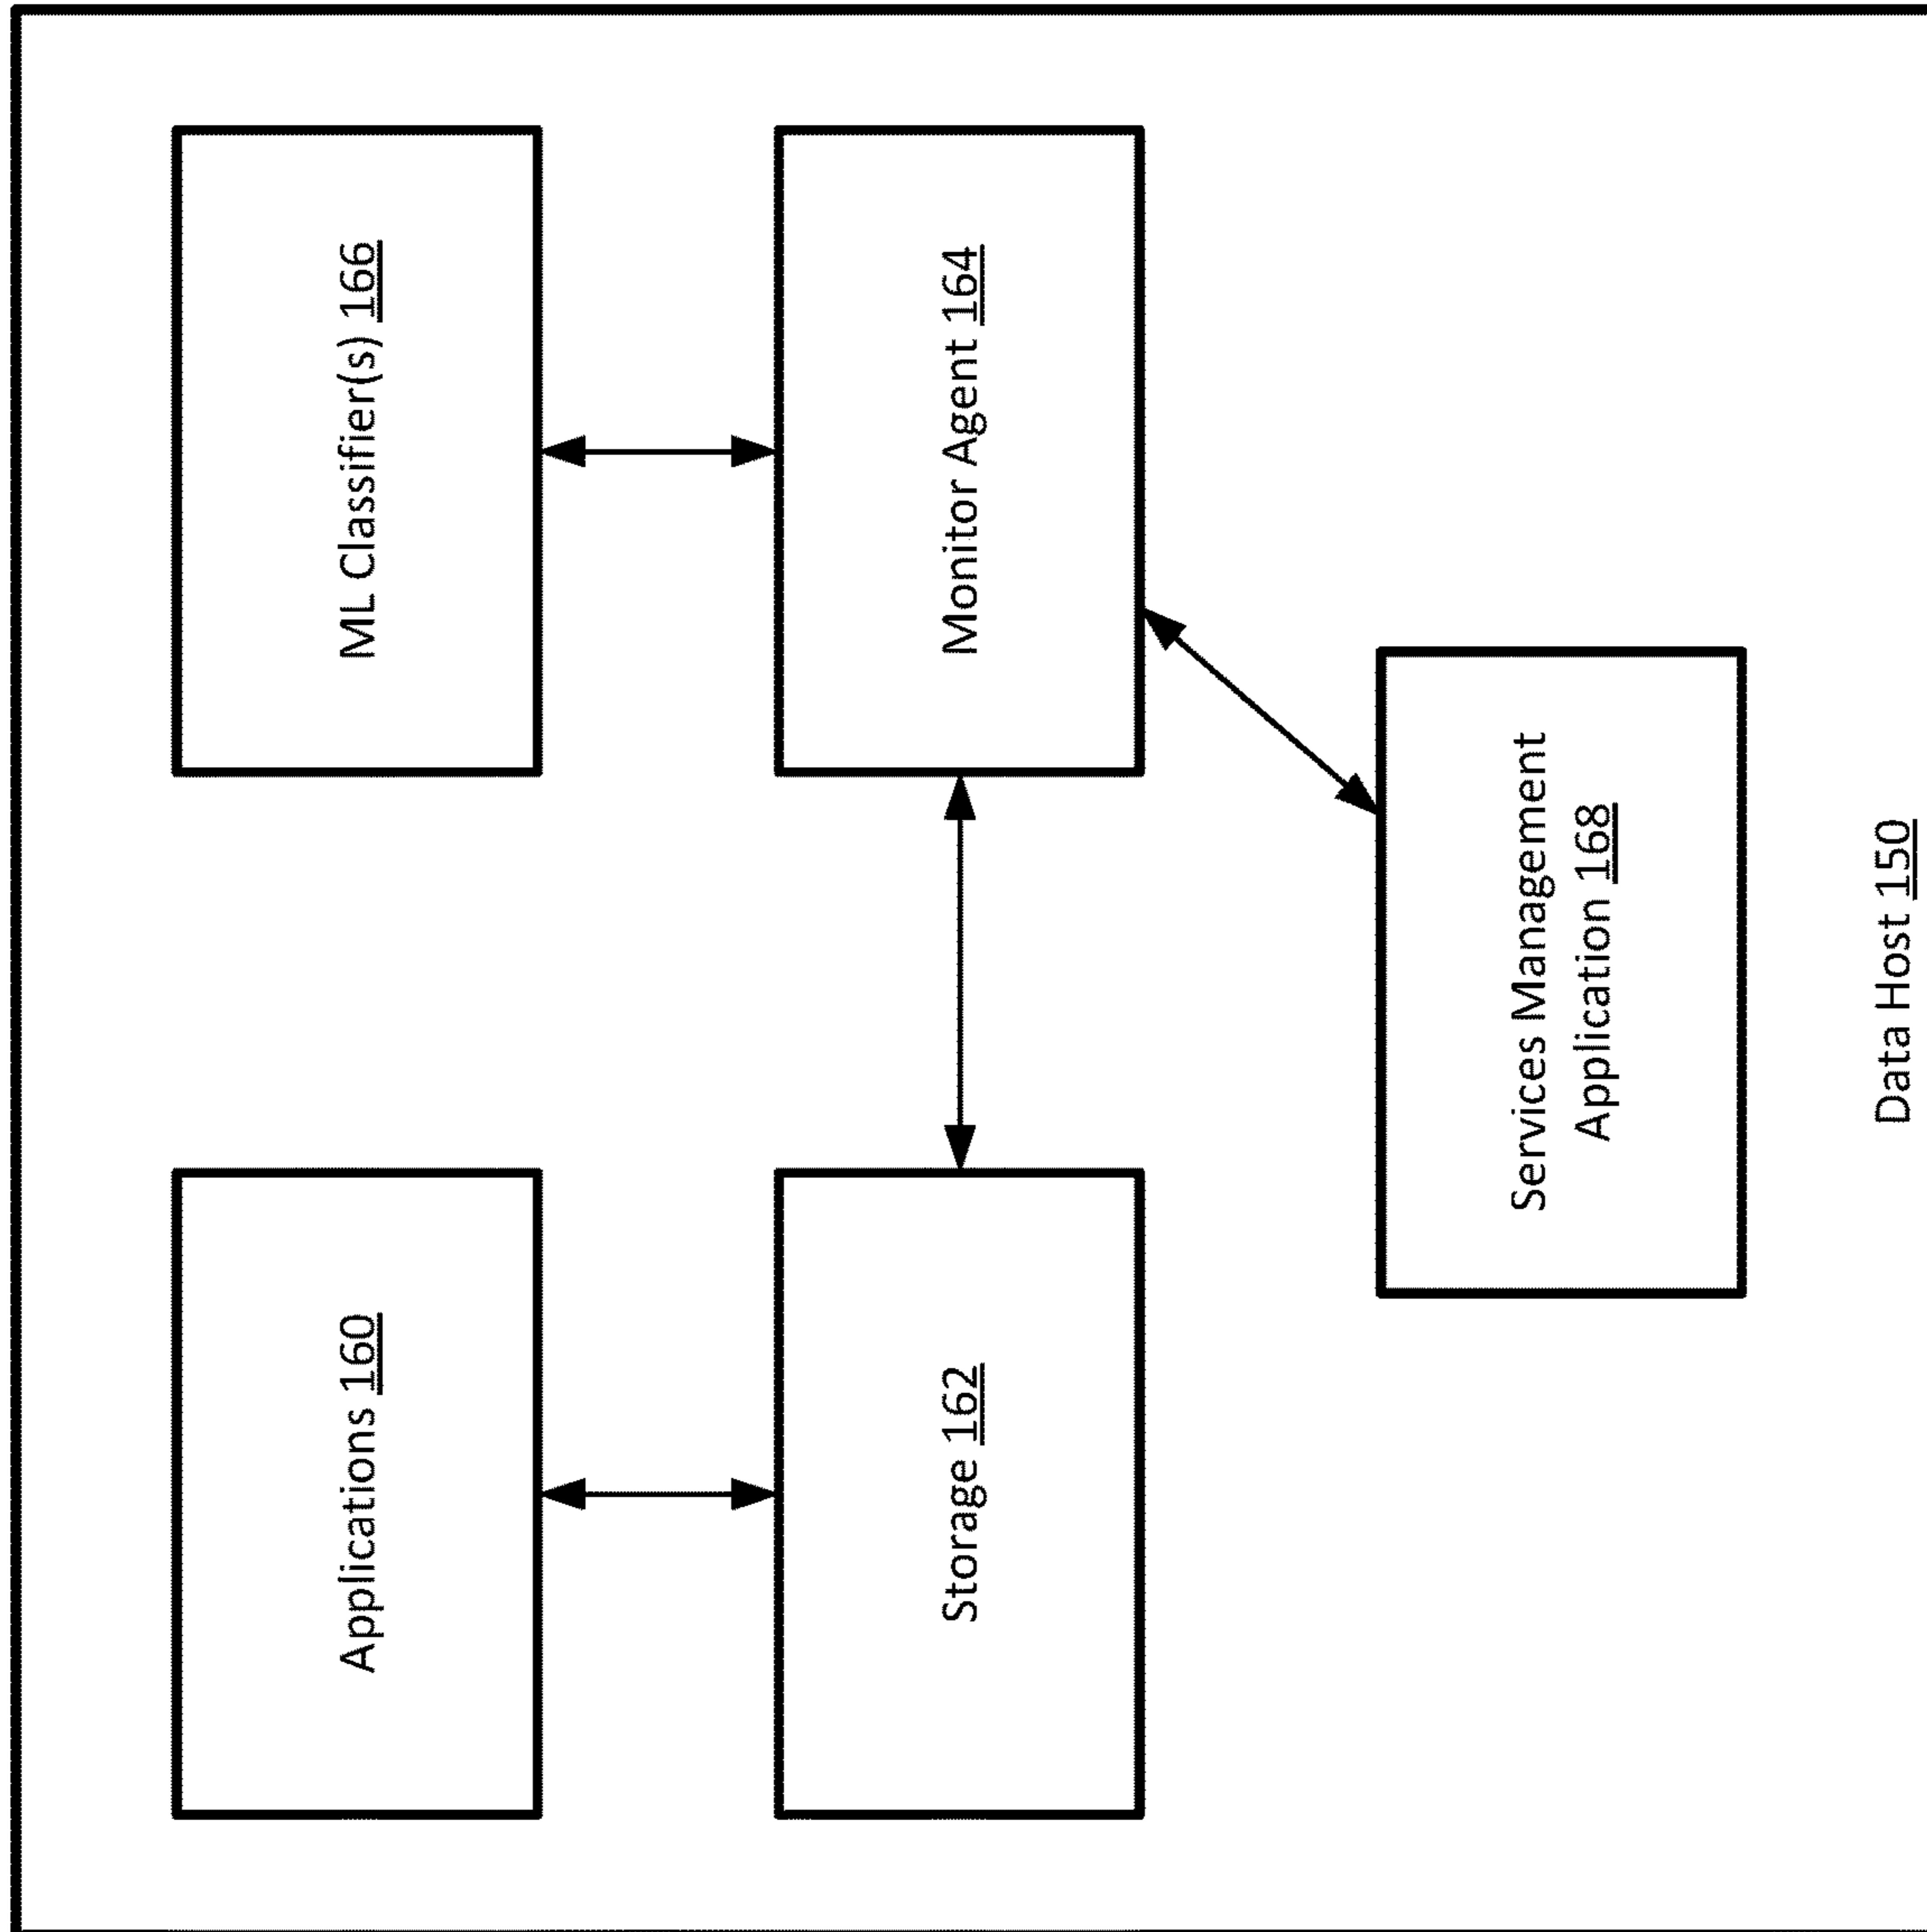 Applications 160
ML Classifier(s) 166
Storage 162
Monitor Agent 164
Services Management
Application 168
Data Host 150